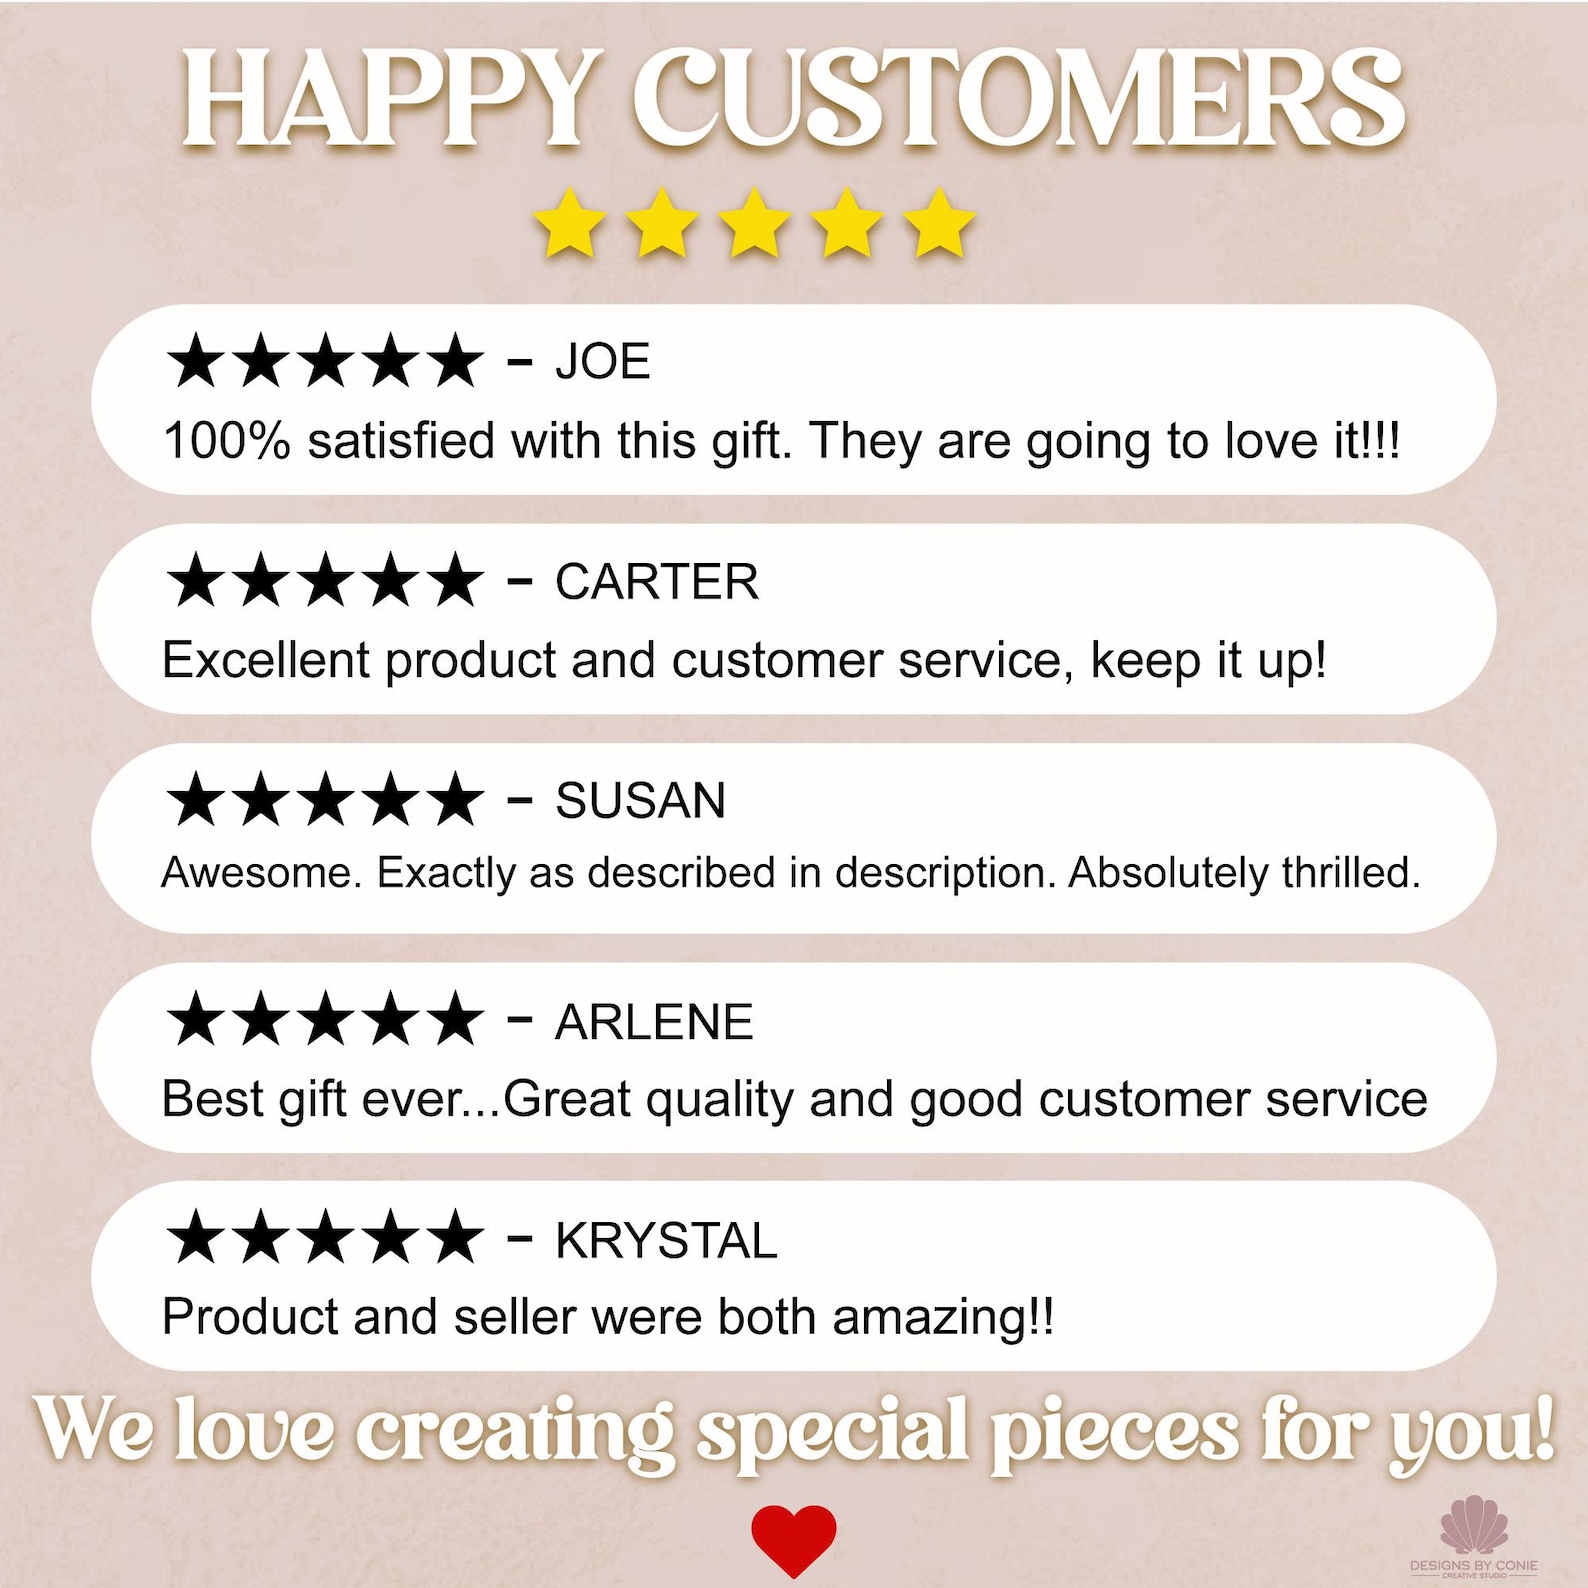 HAPPY CUSTOMERS
★★★★★ - JOE
100% satisfied with this gift. They are going to love it!!!
★★★★★ - CARTER
Excellent product and customer service, keep it up!
★★★★★ - SUSAN
Awesome. Exactly as described in description. Absolutely thrilled.
★★★★★ - ARLENE
Best gift ever...Great quality and good customer service
★★★★★ - KRYSTAL
Product and seller were both amazing!!
We love creating special pieces for you!
DESIGNS BY CONIE
CREATIVE STUDIO